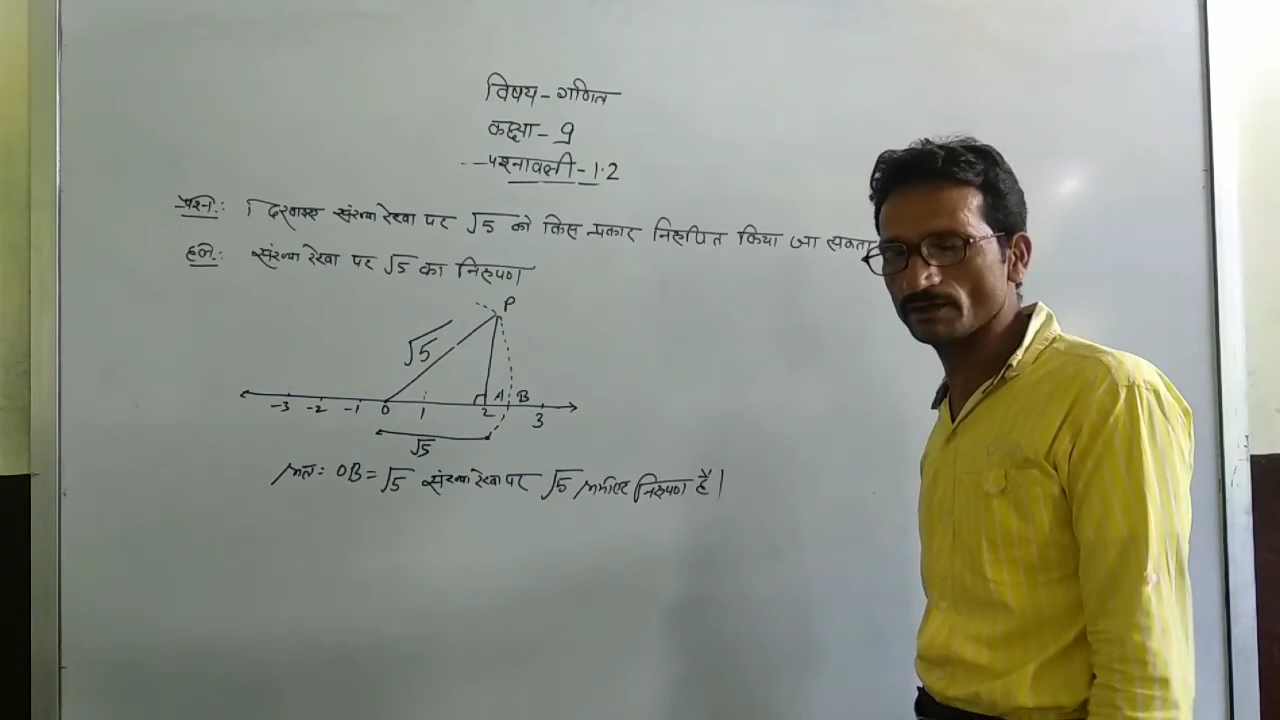 विषय - गणित
कक्षा - 9
प्रश्नावली - 1.2
प्रश्न: दिखाइए संख्या रेखा पर √5 को किस प्रकार निरूपित किया जा सकता
हल: संख्या रेखा पर √5 का निरूपण
P
√5
A B
-3 -2 -1 0 1 2 3
√5
अतः OB = √5 संख्या रेखा पर √5 निरूपण है।